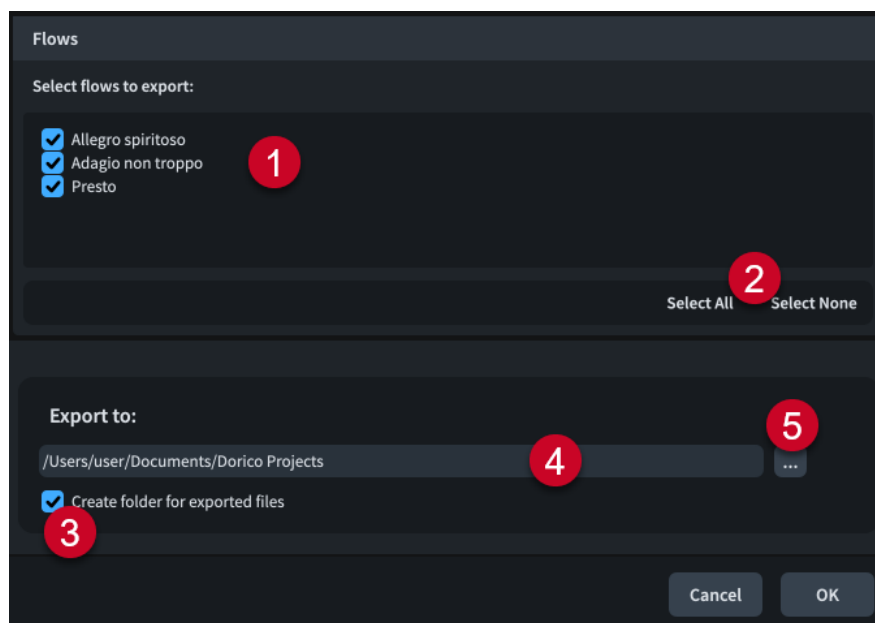 Flows
Select flows to export:
Allegro spiritoso
Adagio non troppo
Presto
1
2
Select All Select None
Export to:
5
/Users/user/Documents/Dorico Projects
4
...
Create folder for exported files
3
Cancel OK